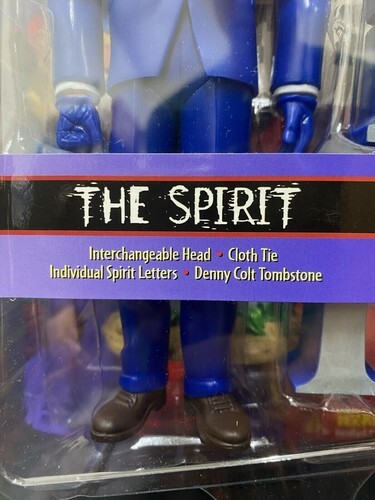 THE SPIRIT
Interchangeable Head • Cloth Tie
Individual Spirit Letters • Denny Colt Tombstone